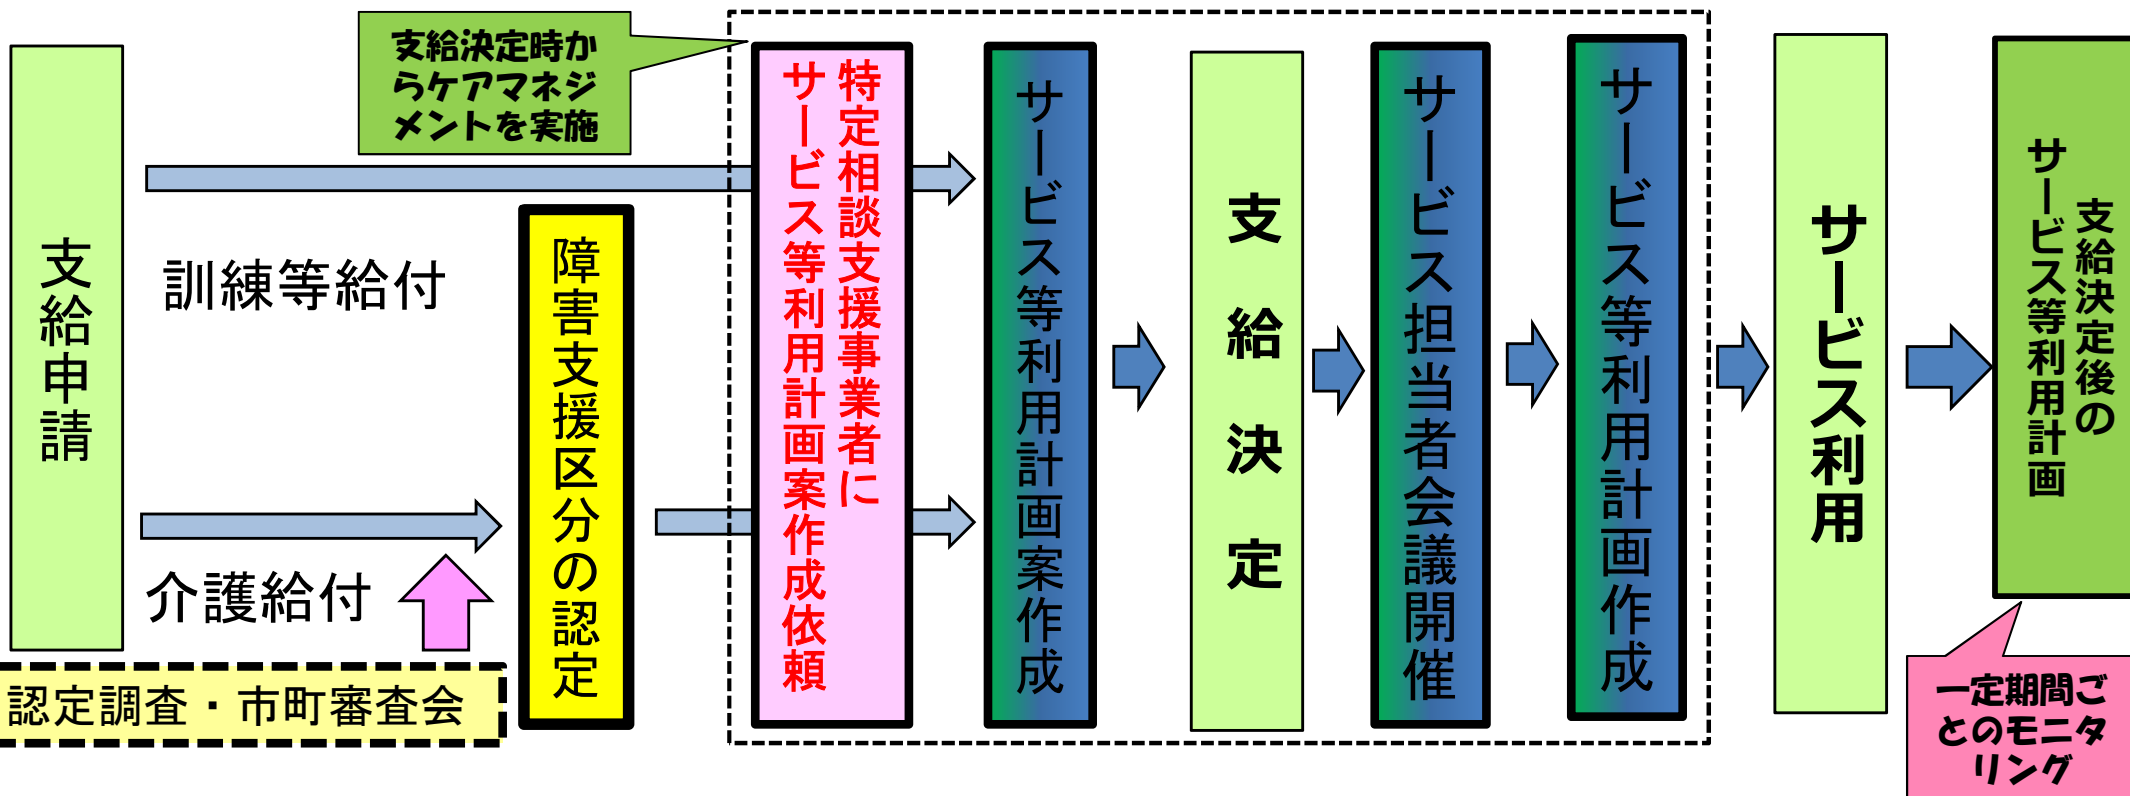 支給申請
支給決定時か
らケアマネジ
メントを実施
訓練等給付
介護給付
認定調査・市町審査会
障害支援区分の認定
特定相談支援事業者に
サービス等利用計画案作成依頼
サービス等利用計画案作成
支給決定
サービス担当者会議開催
サービス等利用計画作成
サービス利用
支給決定後の
サービス等利用計画
一定期間ご
とのモニタ
リング